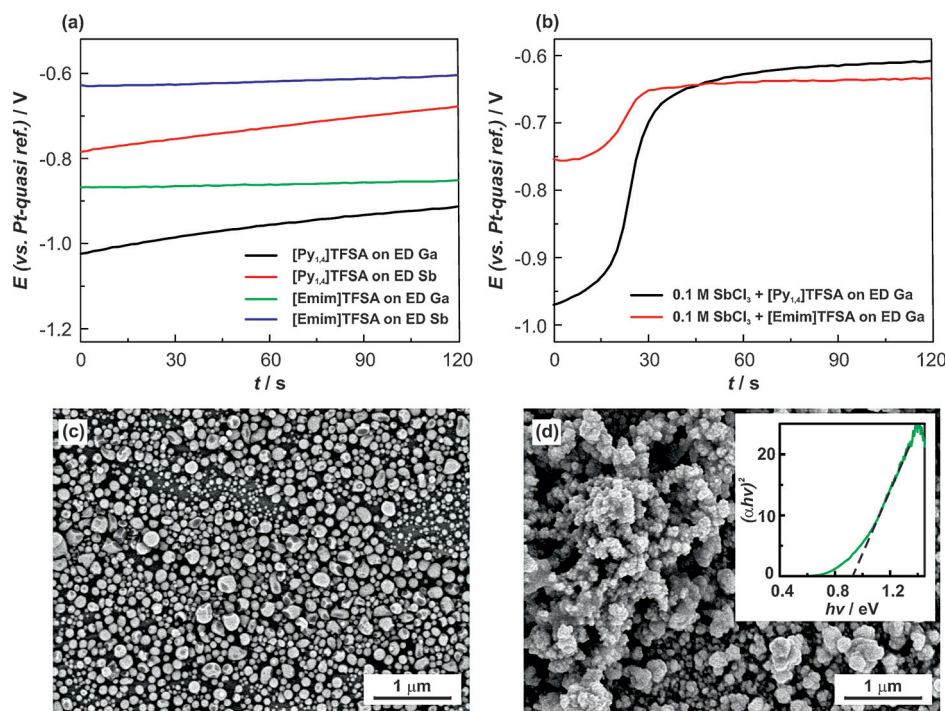 (a)
E (vs. Pt-quasi ref.) / V
-0.6
-0.8
-1.0
-1.2
[Py₁,₄]TFSA on ED Ga
[Py₁,₄]TFSA on ED Sb
[Emim]TFSA on ED Ga
[Emim]TFSA on ED Sb
0 30 60 90 120
t / s
(b)
E (vs. Pt-quasi ref.) / V
-0.6
-0.7
-0.8
-0.9
-1.0
0.1 M SbCl₃ + [Py₁,₄]TFSA on ED Ga
0.1 M SbCl₃ + [Emim]TFSA on ED Ga
0 30 60 90 120
t / s
(c)
1 µm
(d)
(αhν)²
20
10
0
0.4 0.8 1.2
hν / eV
1 µm